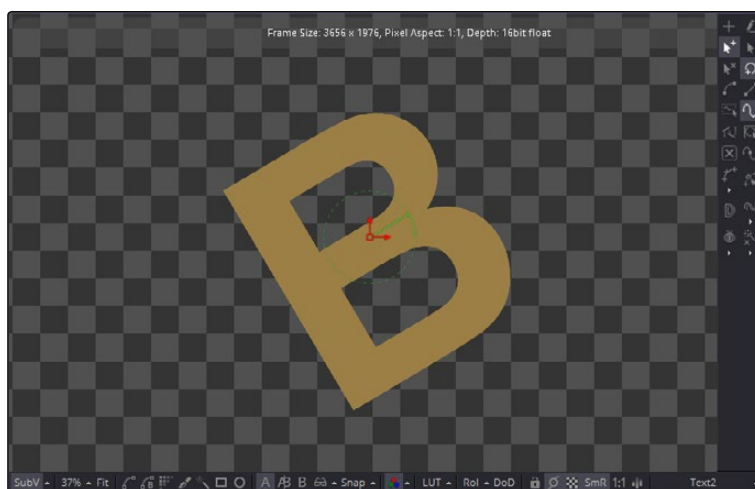 Frame Size: 3656 x 1976, Pixel Aspect: 1:1, Depth: 16bit float
B
SubV 37% Fit A B B Snap LUT RoI DoD SmR 1:1 Text2